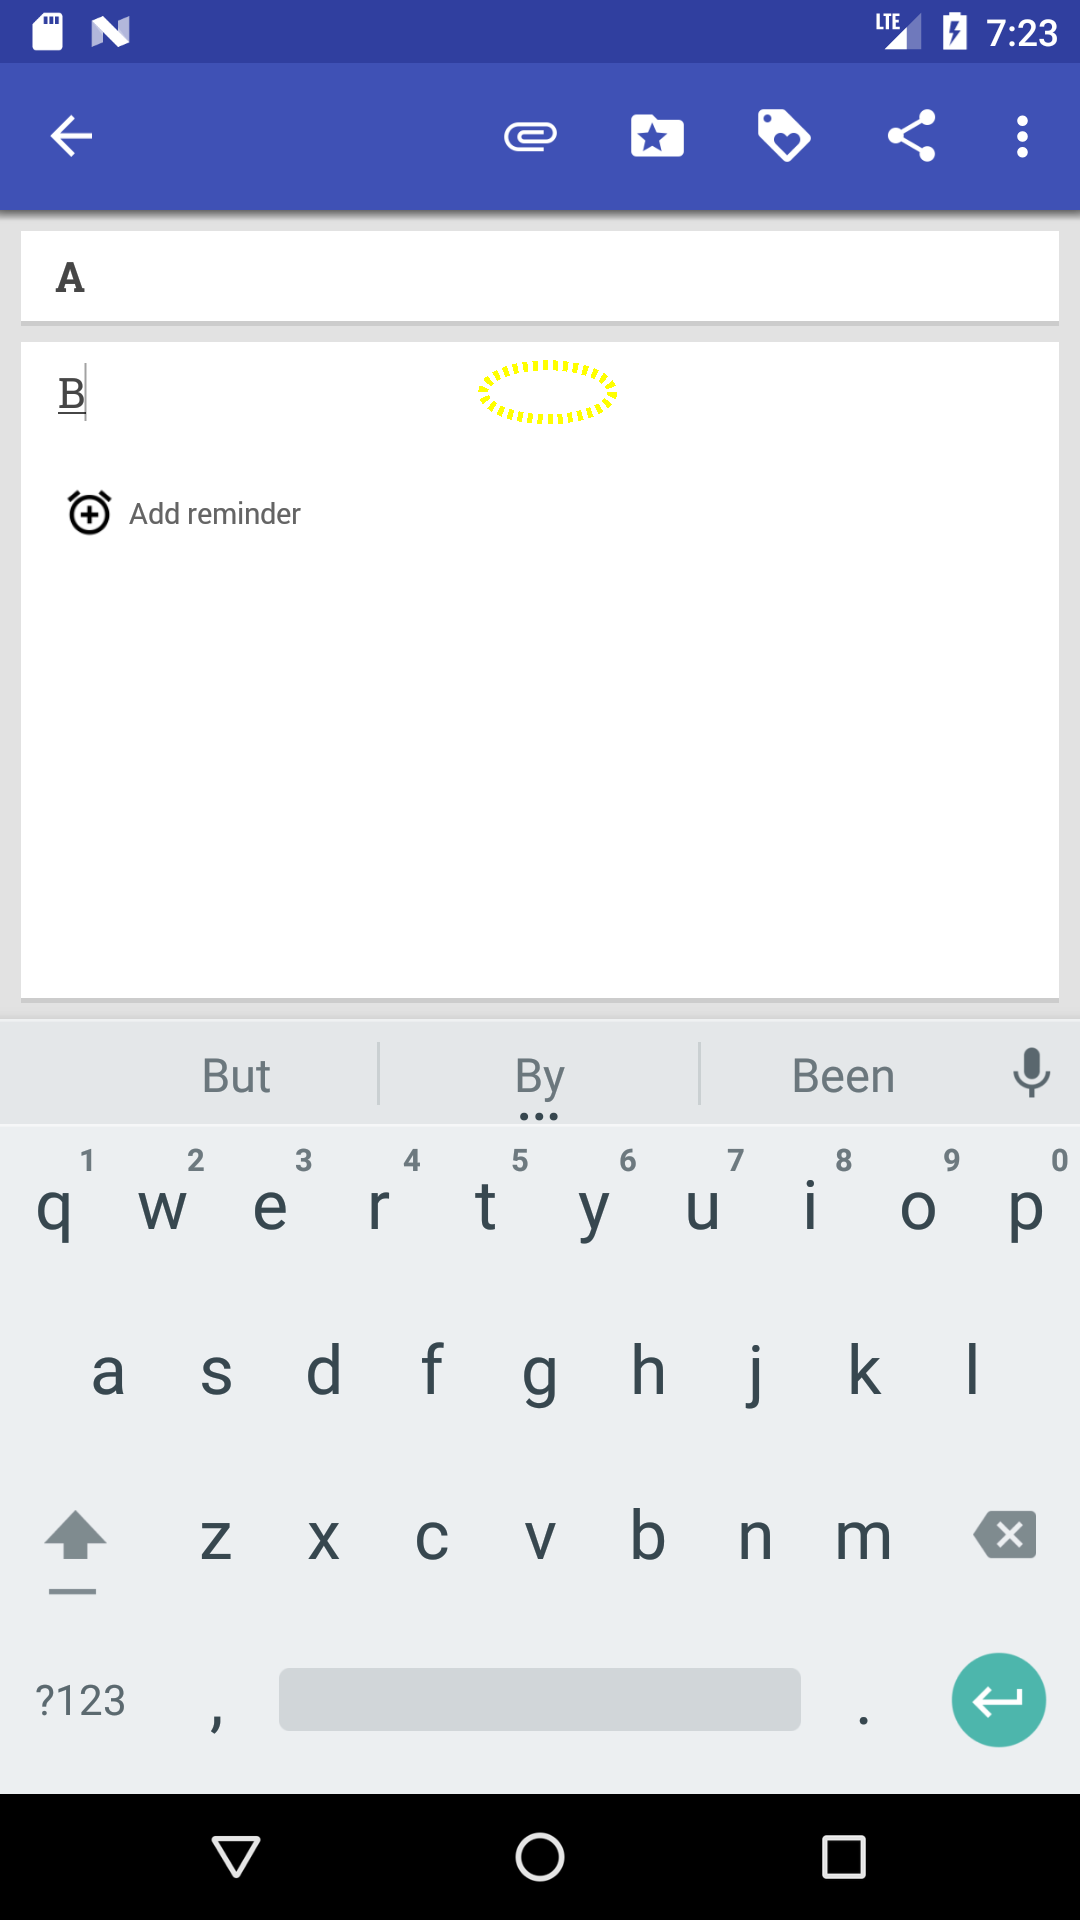 LTE 7:23
A
B
Add reminder
But By Been
1 2 3 4 5 6 7 8 9 0
q w e r t y u i o p
a s d f g h j k l
z x c v b n m
?123 , .